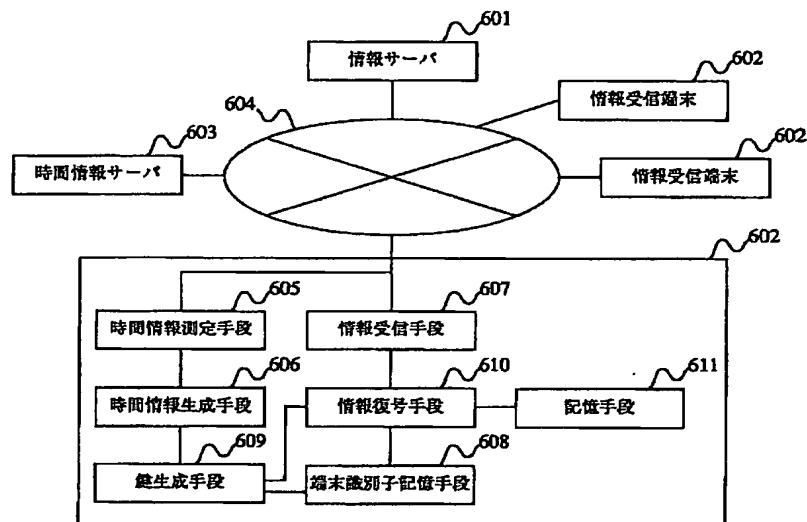 601
情報サーバ
602
情報受信端末
604
603
時間情報サーバ
602
情報受信端末
602
605
607
時間情報測定手段
情報受信手段
606
610
611
時間情報生成手段
情報復号手段
記憶手段
609
608
鍵生成手段
端末識別子記憶手段